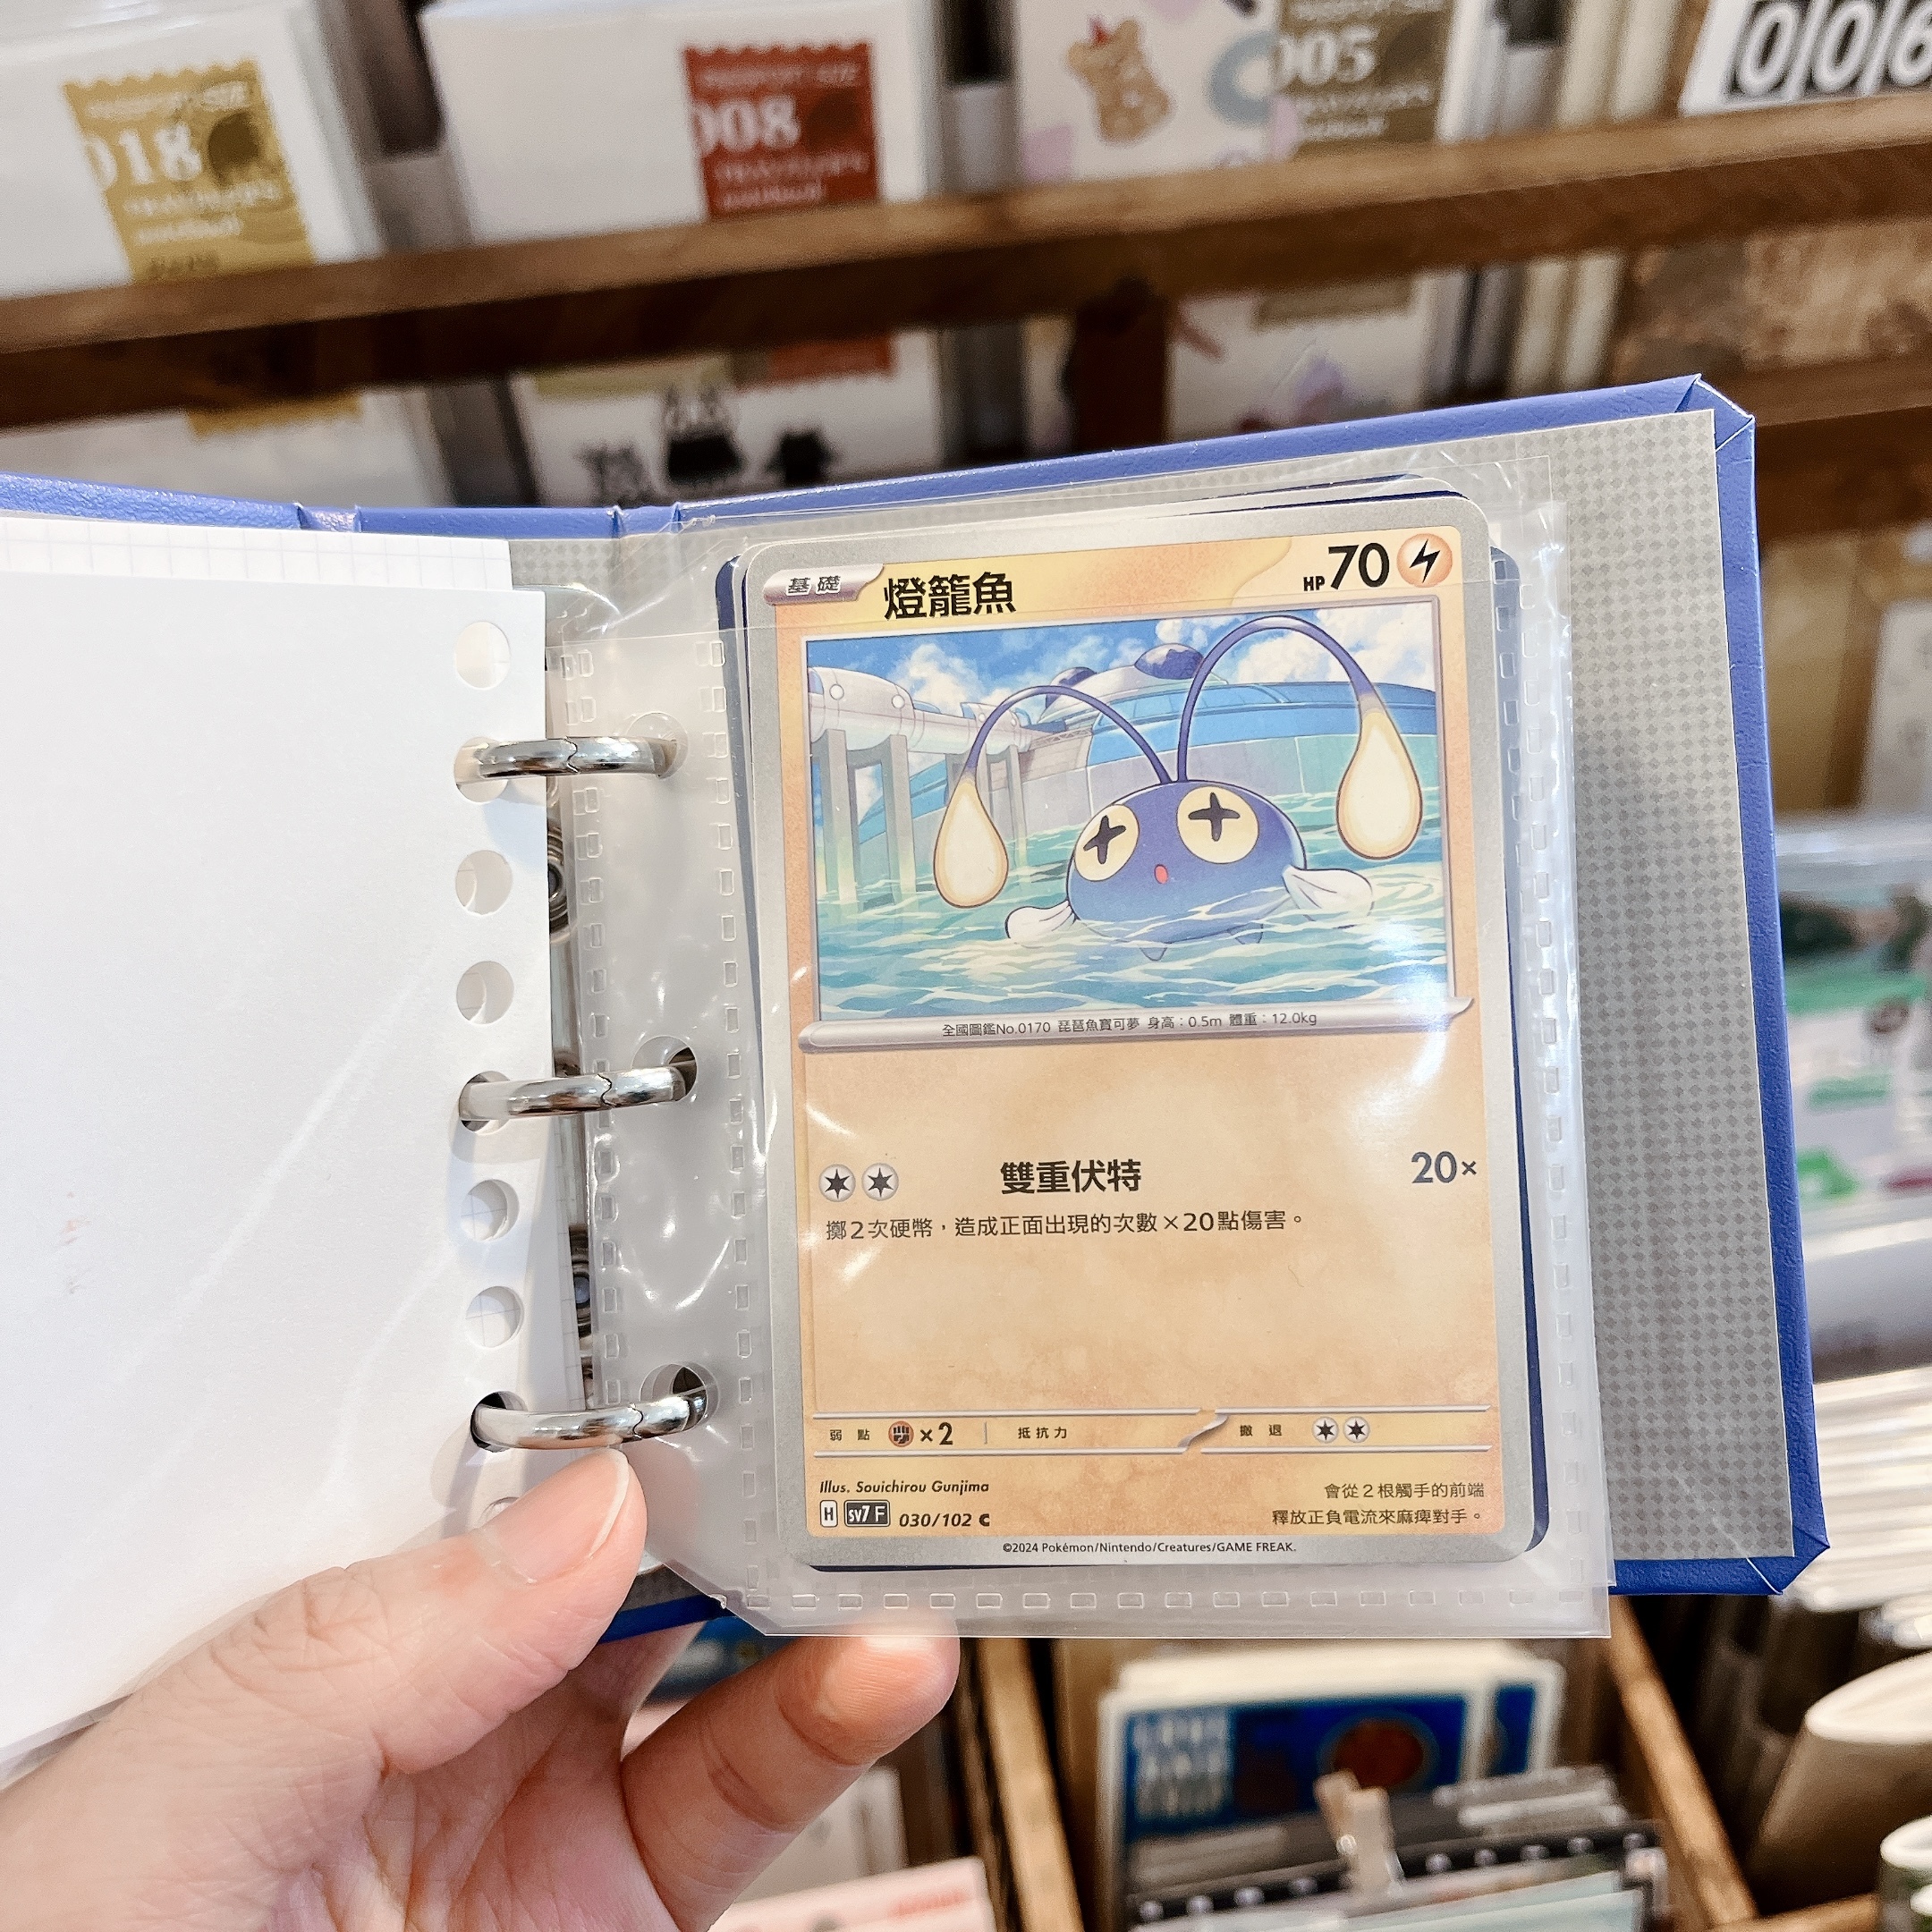 018
008
005
006
基礎
燈籠魚
HP70
全國圖鑑No.0170 琵琶魚寶可夢 身高：0.5m 體重：12.0kg
雙重伏特 20×
擲2次硬幣，造成正面出現的次數×20點傷害。
弱點 ×2 抵抗力 撤退
Illus. Souichirou Gunjima
H SV7 F 030/102 C
會從2根觸手的前端
釋放正負電流來麻痺對手。
©2024 Pokémon/Nintendo/Creatures/GAME FREAK.